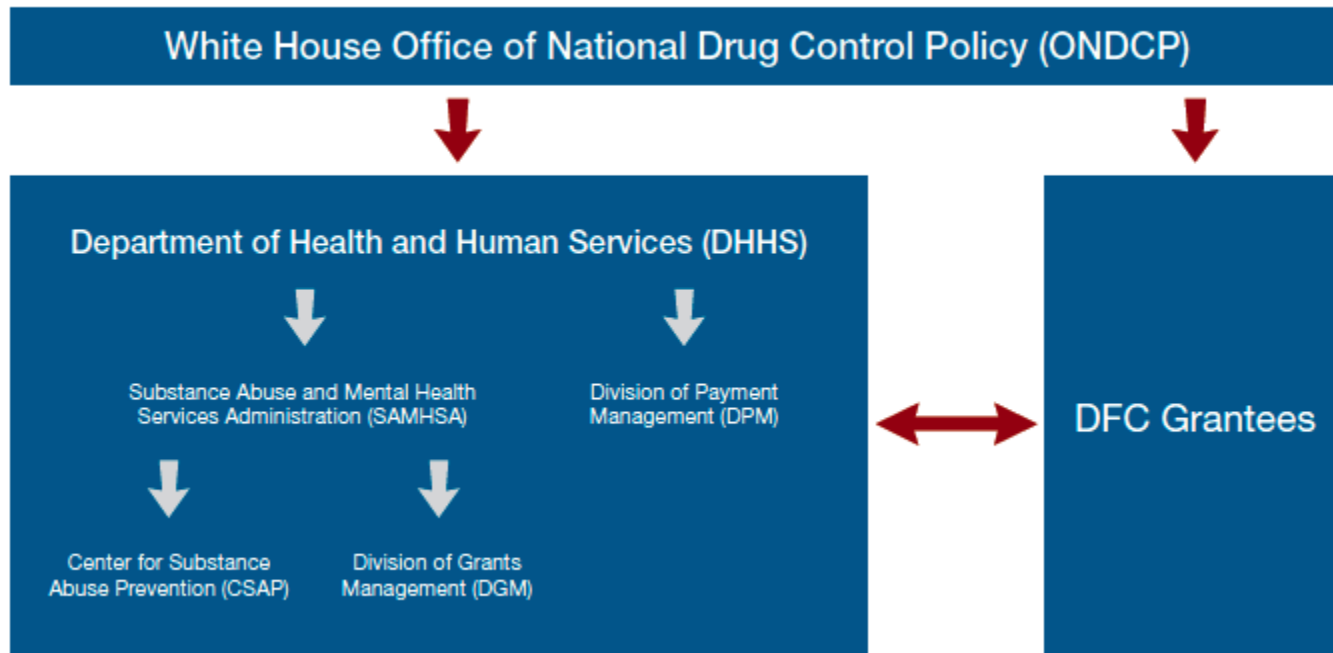 White House Office of National Drug Control Policy (ONDCP)
Department of Health and Human Services (DHHS)
Substance Abuse and Mental Health
Services Administration (SAMHSA)
Division of Payment
Management (DPM)
DFC Grantees
Center for Substance
Abuse Prevention (CSAP)
Division of Grants
Management (DGM)